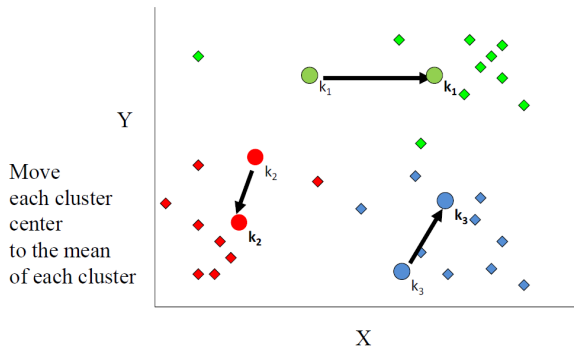 k₁
k₁
Y
k₂
Move
each cluster
center
to the mean
of each cluster
k₂
k₃
k₃
X